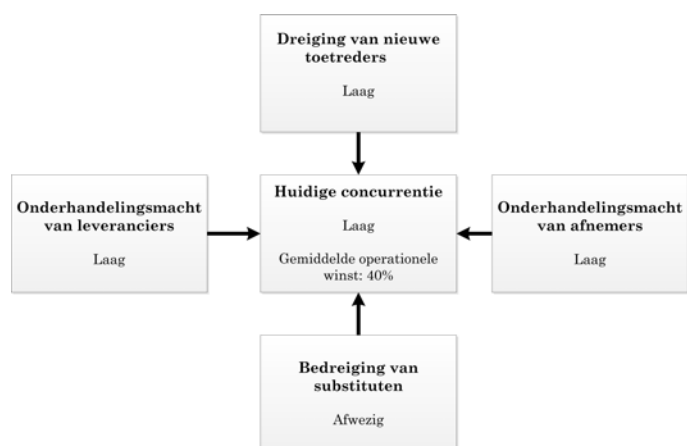 Dreiging van nieuwe
toetreders
Laag
Onderhandelingsmacht
van leveranciers
Laag
Huidige concurrentie
Laag
Gemiddelde operationele
winst: 40%
Onderhandelingsmacht
van afnemers
Laag
Bedreiging van
substituten
Afwezig